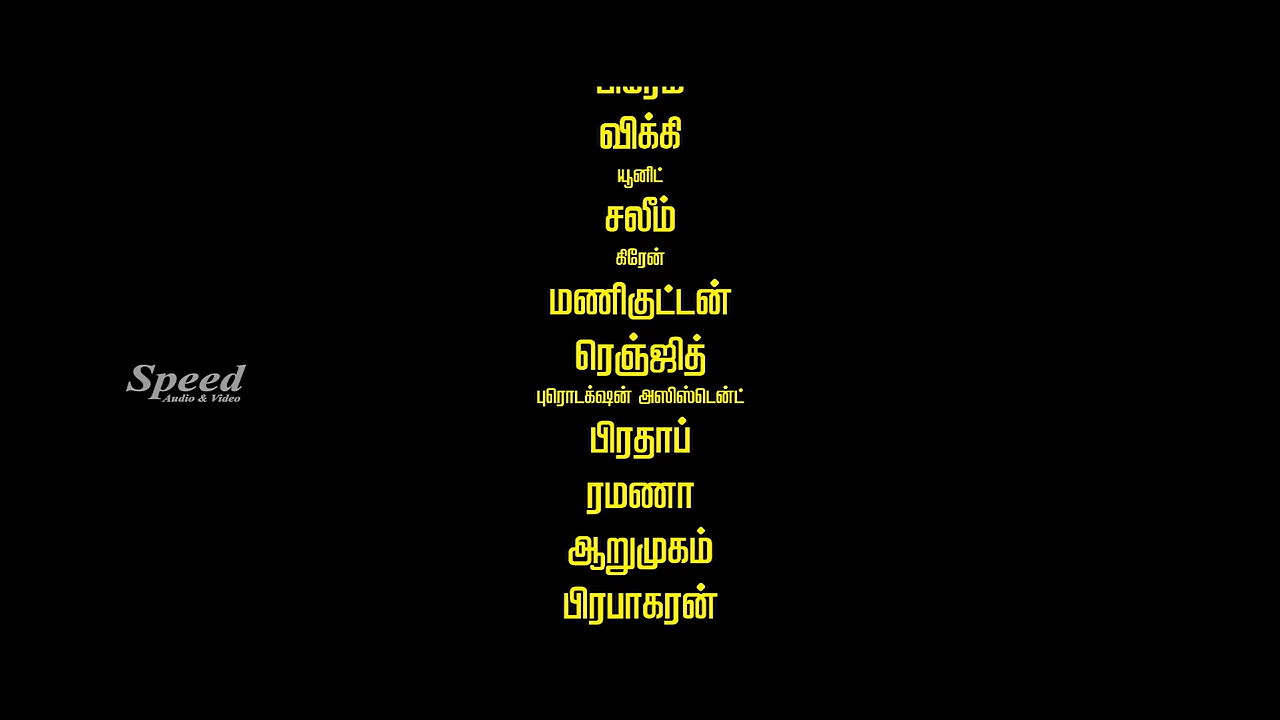 விக்கி
யூனிட்
சலீம்
கிரேன்
மணிகுட்டன்
ரெஞ்ஜித்
Speed
Audio & Video
புரொடக்ஷன் அஸிஸ்டென்ட்
பிரதாப்
ரமணா
ஆறுமுகம்
பிரபாகரன்